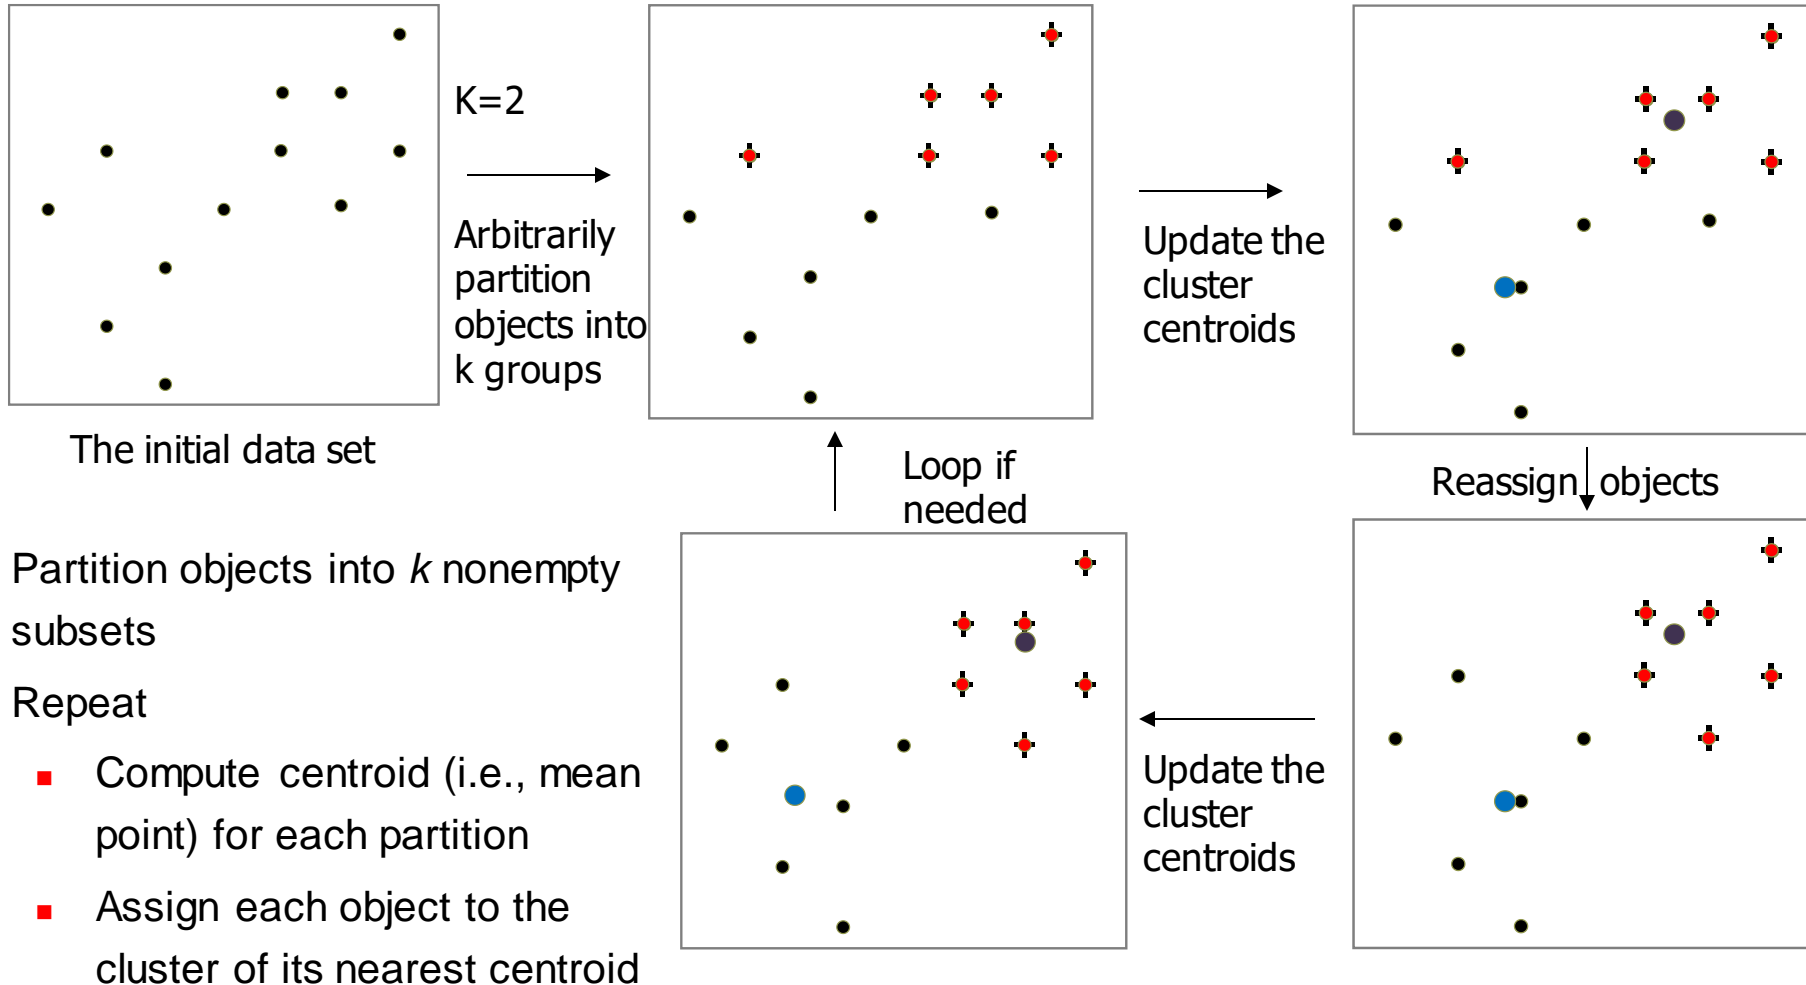 K=2
Arbitrarily
partition
objects into
k groups
Update the
cluster
centroids
The initial data set
Loop if
needed
Reassign objects
Update the
cluster
centroids
Partition objects into k nonempty
subsets
Repeat
Compute centroid (i.e., mean
point) for each partition
Assign each object to the
cluster of its nearest centroid